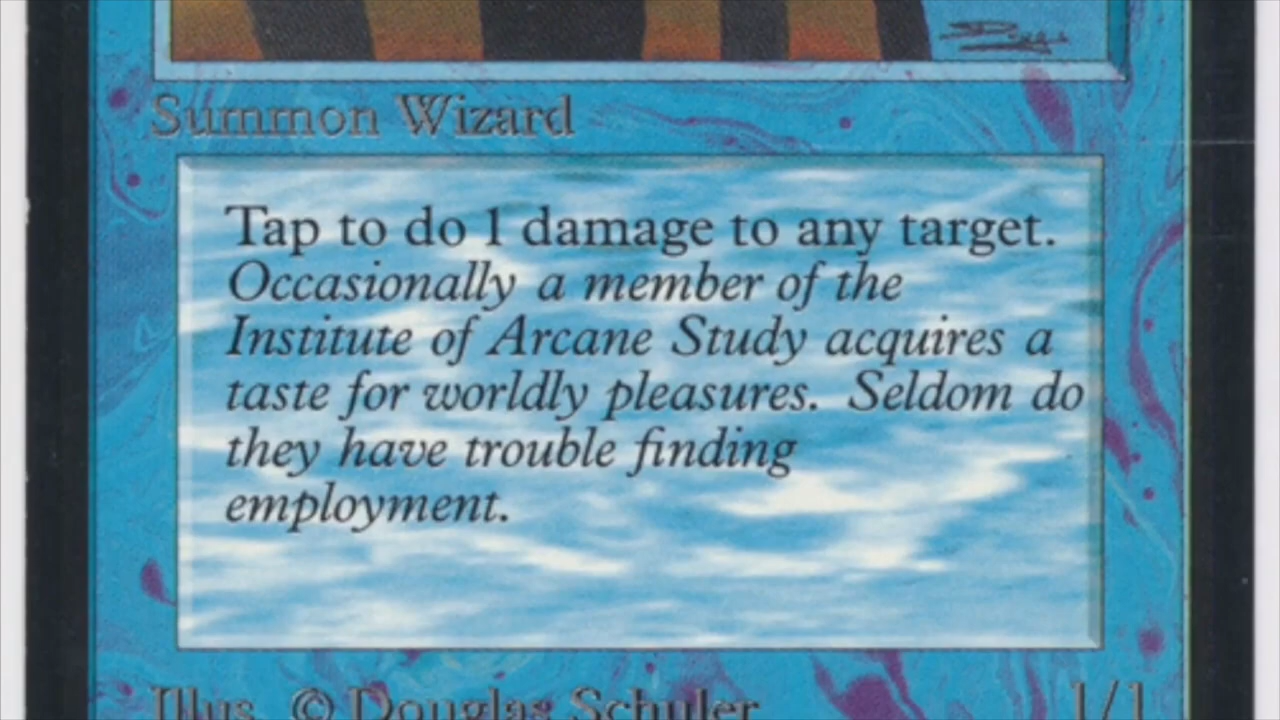 Summon Wizard
Tap to do 1 damage to any target.
Occasionally a member of the
Institute of Arcane Study acquires a
taste for worldly pleasures. Seldom do
they have trouble finding
employment.
Illus. © Douglas Schuler
1/1